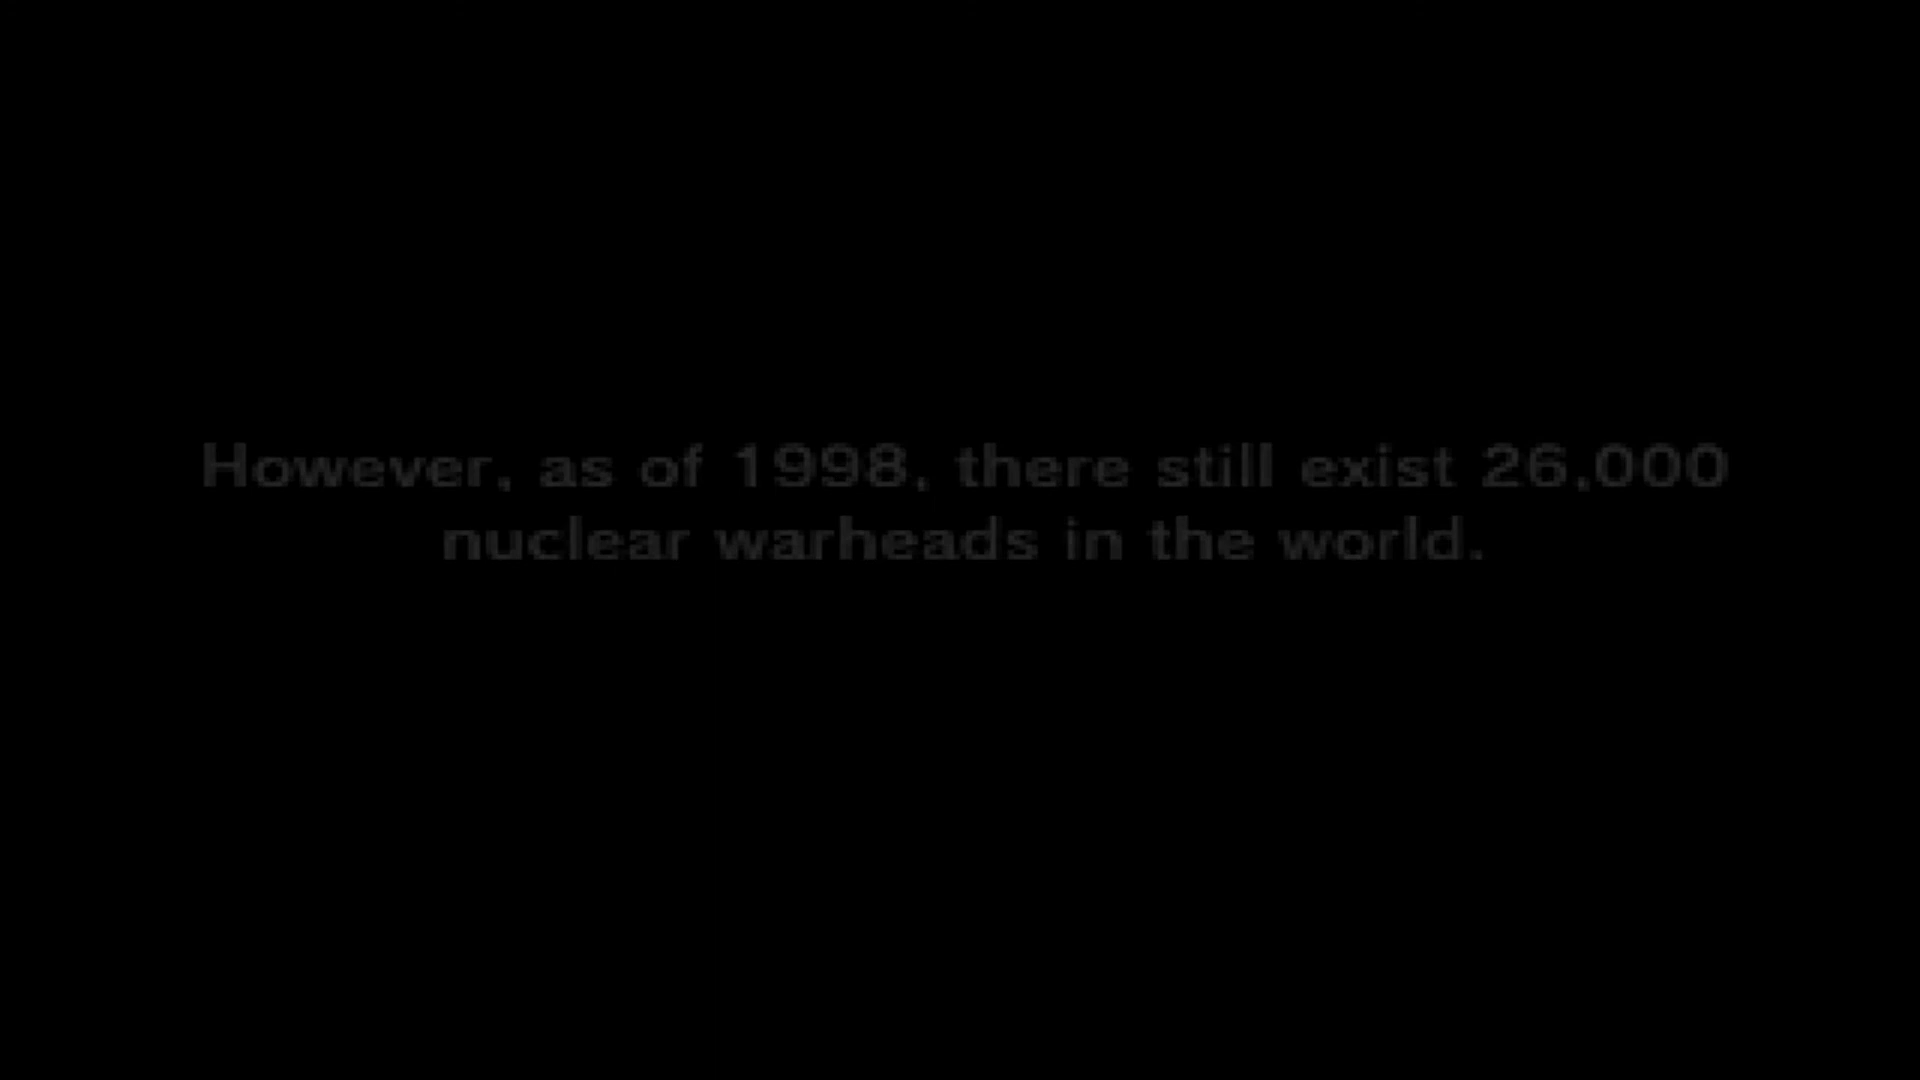 However, as of 1998, there still exist 26,000
nuclear warheads in the world.